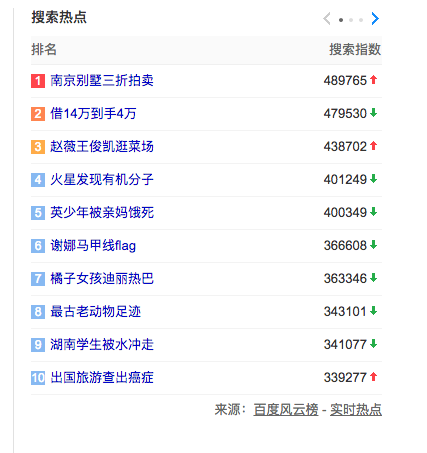 搜索热点
排名 搜索指数
1 南京别墅三折拍卖 489765
2 借14万到手4万 479530
3 赵薇王俊凯逛菜场 438702
4 火星发现有机分子 401249
5 英少年被亲妈饿死 400349
6 谢娜马甲线flag 366608
7 橘子女孩迪丽热巴 363346
8 最古老动物足迹 343101
9 湖南学生被水冲走 341077
10 出国旅游查出癌症 339277
来源：百度风云榜 - 实时热点